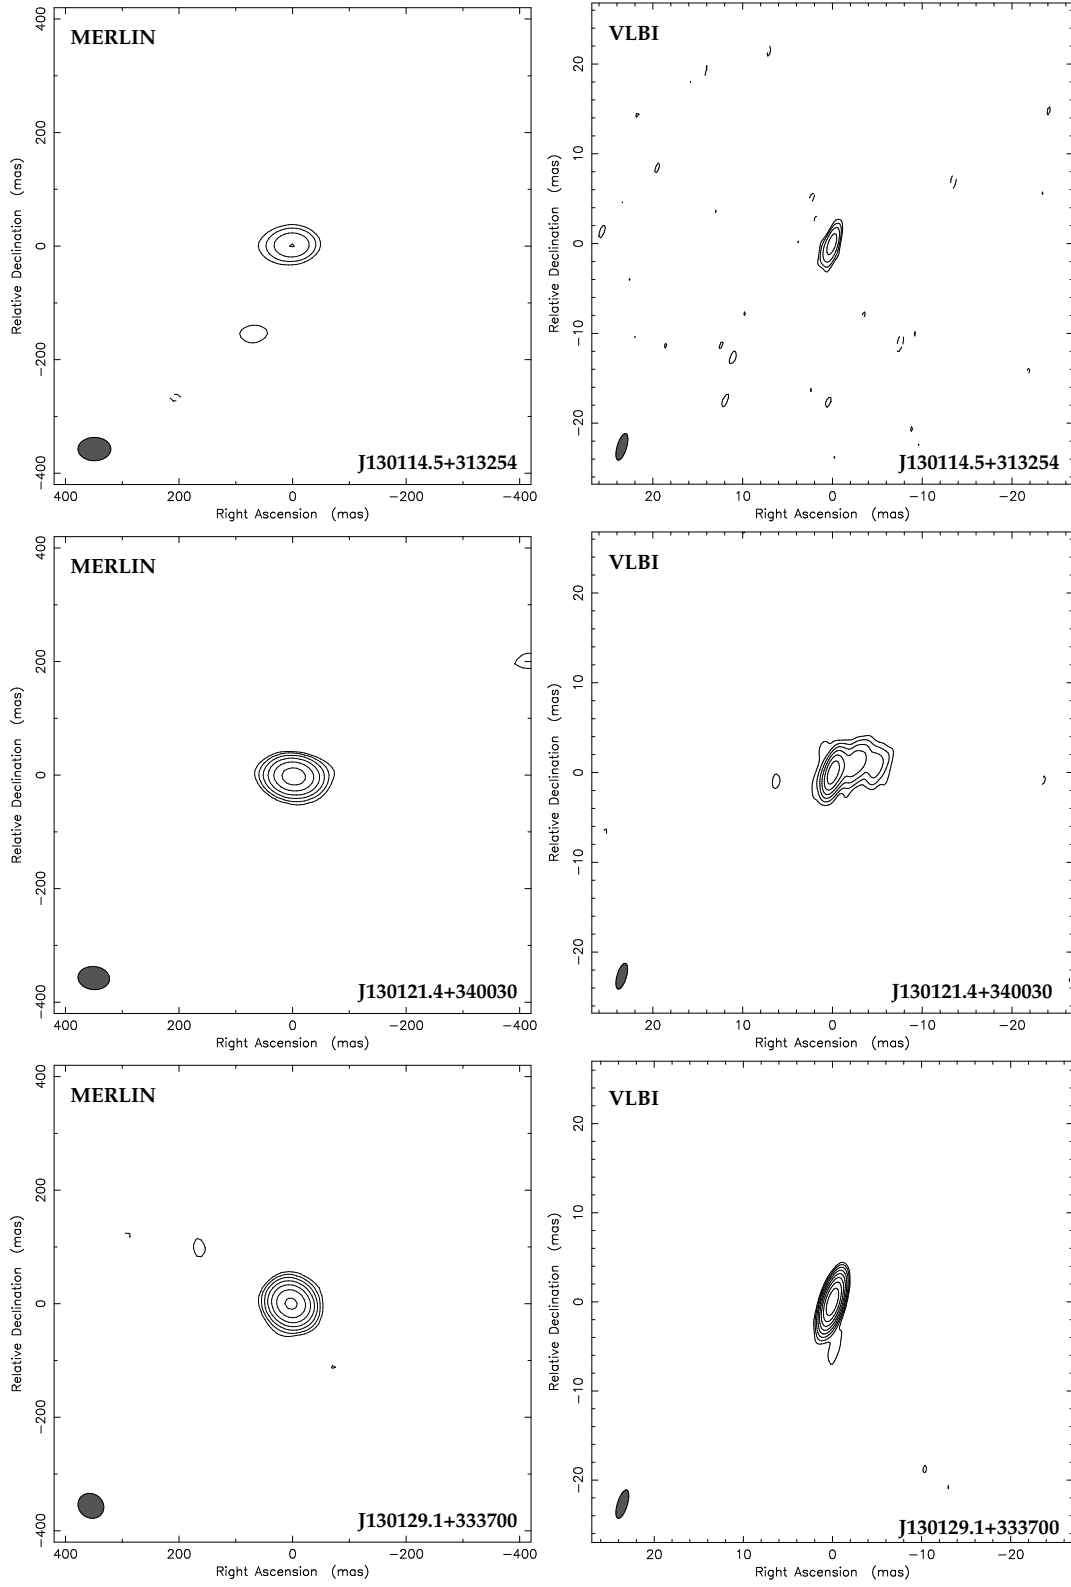 MERLIN
Relative Declination (mas)
400
200
0
−200
−400
J130114.5+313254
400 200 0 −200 −400
Right Ascension (mas)
VLBI
Relative Declination (mas)
20
10
0
−10
−20
J130114.5+313254
20 10 0 −10 −20
Right Ascension (mas)
MERLIN
Relative Declination (mas)
400
200
0
−200
−400
J130121.4+340030
400 200 0 −200 −400
Right Ascension (mas)
VLBI
Relative Declination (mas)
20
10
0
−10
−20
J130121.4+340030
20 10 0 −10 −20
Right Ascension (mas)
MERLIN
Relative Declination (mas)
400
200
0
−200
−400
J130129.1+333700
400 200 0 −200 −400
Right Ascension (mas)
VLBI
Relative Declination (mas)
20
10
0
−10
−20
J130129.1+333700
20 10 0 −10 −20
Right Ascension (mas)